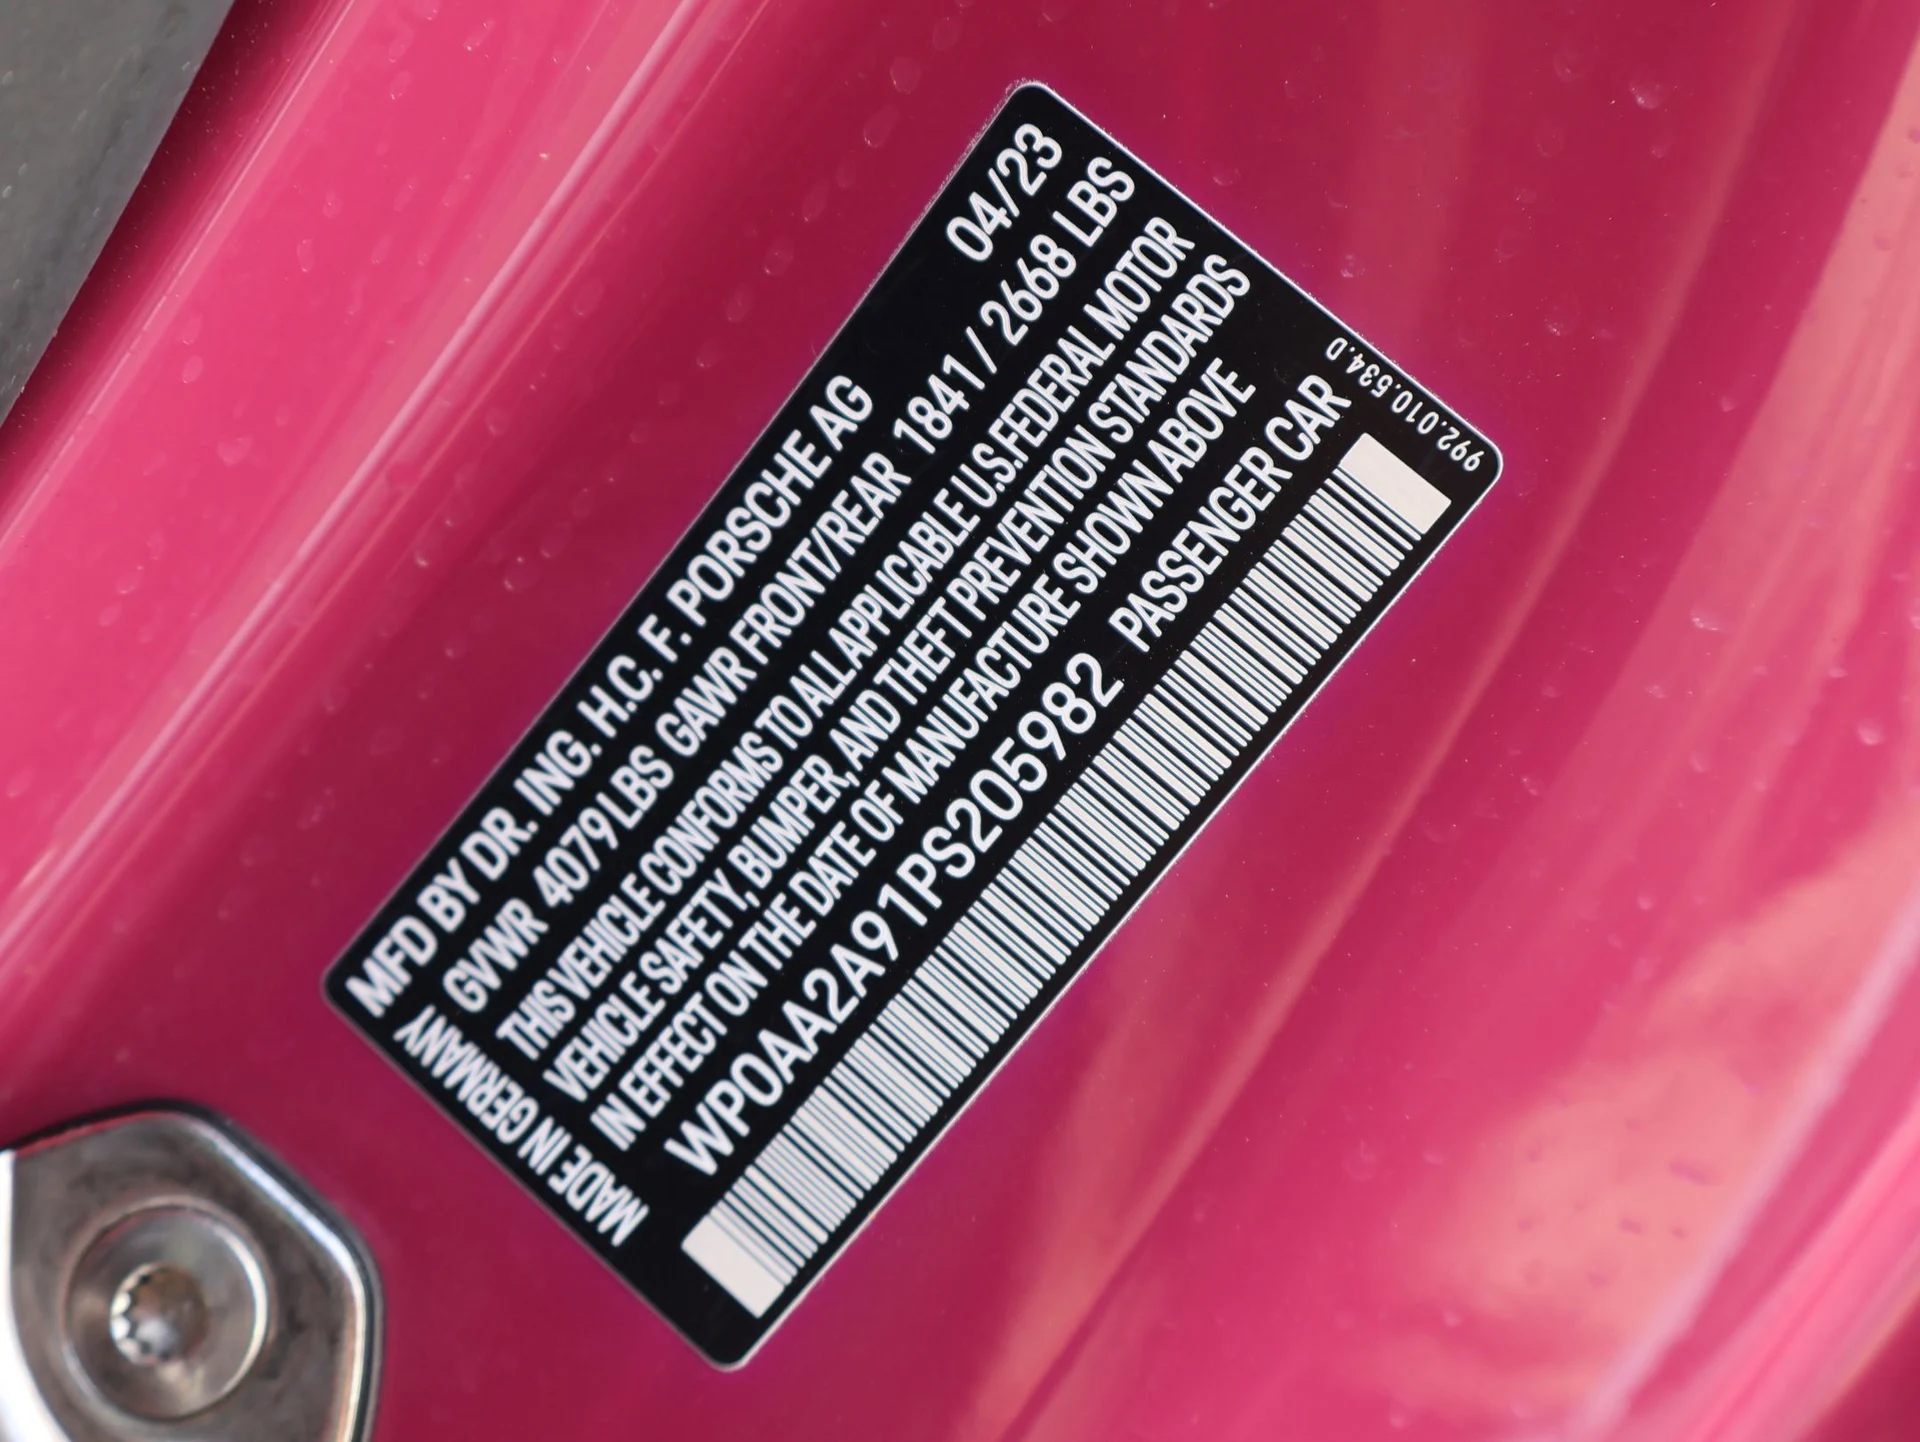 MFD BY DR. ING. H.C. F. PORSCHE AG 04/23
GVWR 4079 LBS GAWR FRONT/REAR 1841 / 2668 LBS
THIS VEHICLE CONFORMS TO ALL APPLICABLE U.S.FEDERAL MOTOR
VEHICLE SAFETY, BUMPER, AND THEFT PREVENTION STANDARDS
IN EFFECT ON THE DATE OF MANUFACTURE SHOWN ABOVE
WP0AA2A91PS205982 PASSENGER CAR
MADE IN GERMANY
992.010.534.D